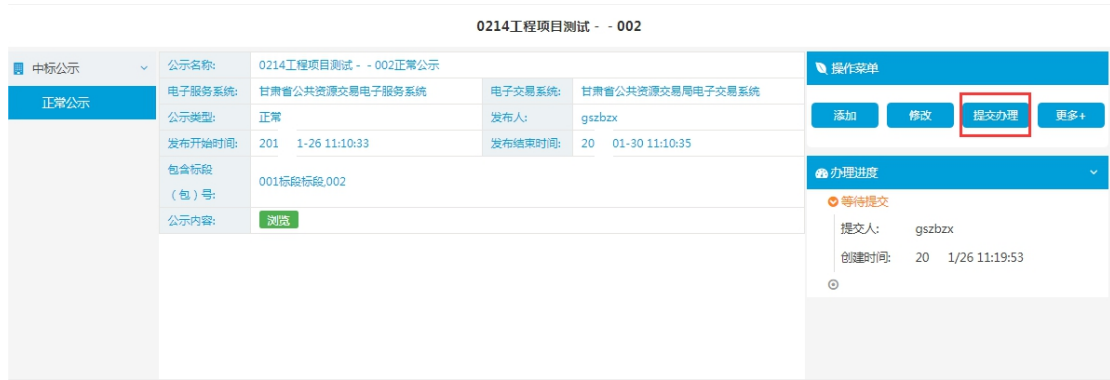 0214工程项目测试- - 002
中标公示
正常公示
公示名称: 0214工程项目测试- - 002正常公示
电子服务系统: 甘肃省公共资源交易电子服务系统 电子交易系统: 甘肃省公共资源交易局电子交易系统
公示类型: 正常 发布人: gszbzx
发布开始时间: 201 1-26 11:10:33 发布结束时间: 20 01-30 11:10:35
包含标段
（包）号: 001标段标段,002
公示内容: 浏览
操作菜单
添加 修改 提交办理 更多+
办理进度
等待提交
提交人: gszbzx
创建时间: 20 1/26 11:19:53